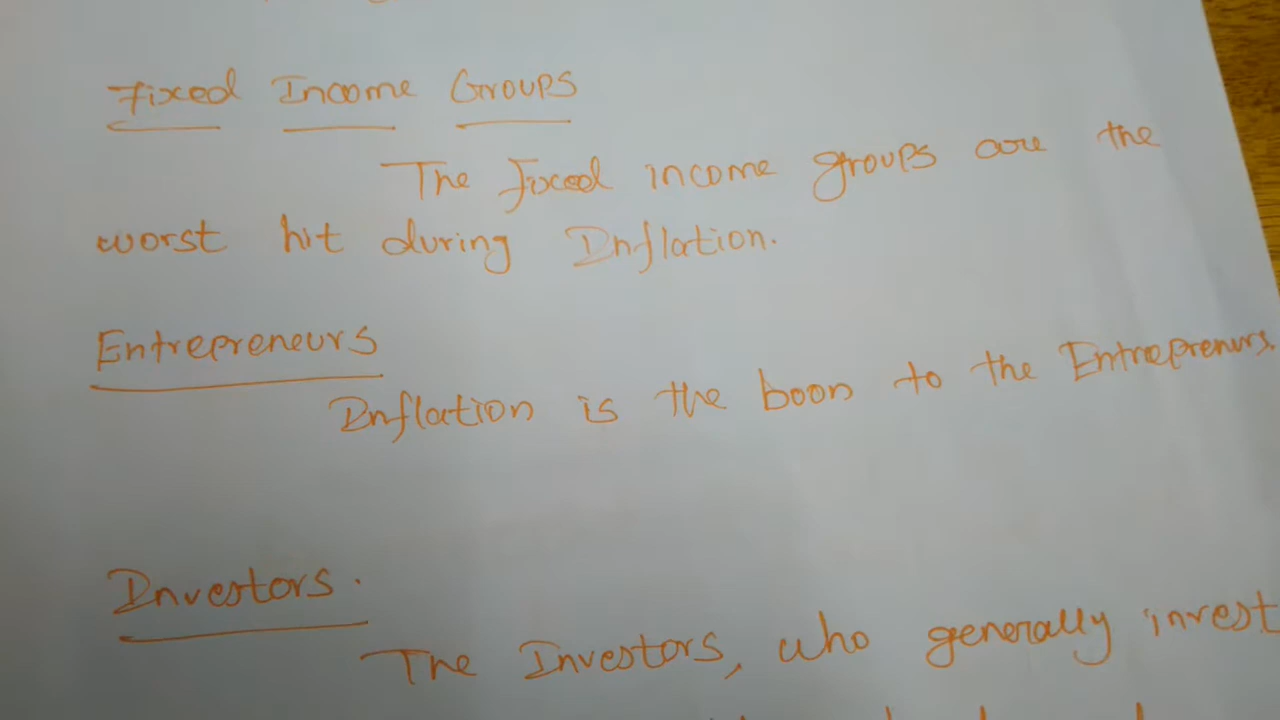 Fixed Income Groups
The fixed income groups are the
worst hit during Inflation.
Entrepreneurs
Inflation is the boon to the Entreprenurs.
Investors.
The Investors, who generally invest